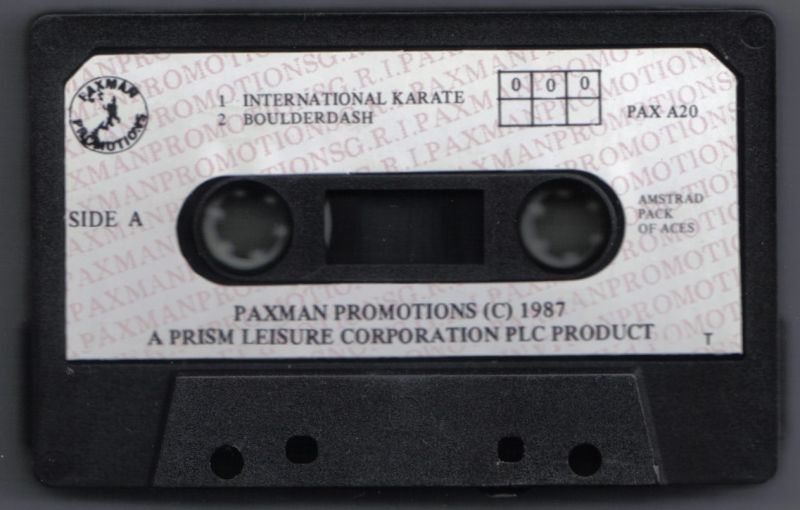 PAXMAN
PROMOTIONS
1 INTERNATIONAL KARATE
2 BOULDERDASH
0 0 0
PAX A20
SIDE A
AMSTRAD
PACK
OF ACES
PAXMAN PROMOTIONS (C) 1987
A PRISM LEISURE CORPORATION PLC PRODUCT
T